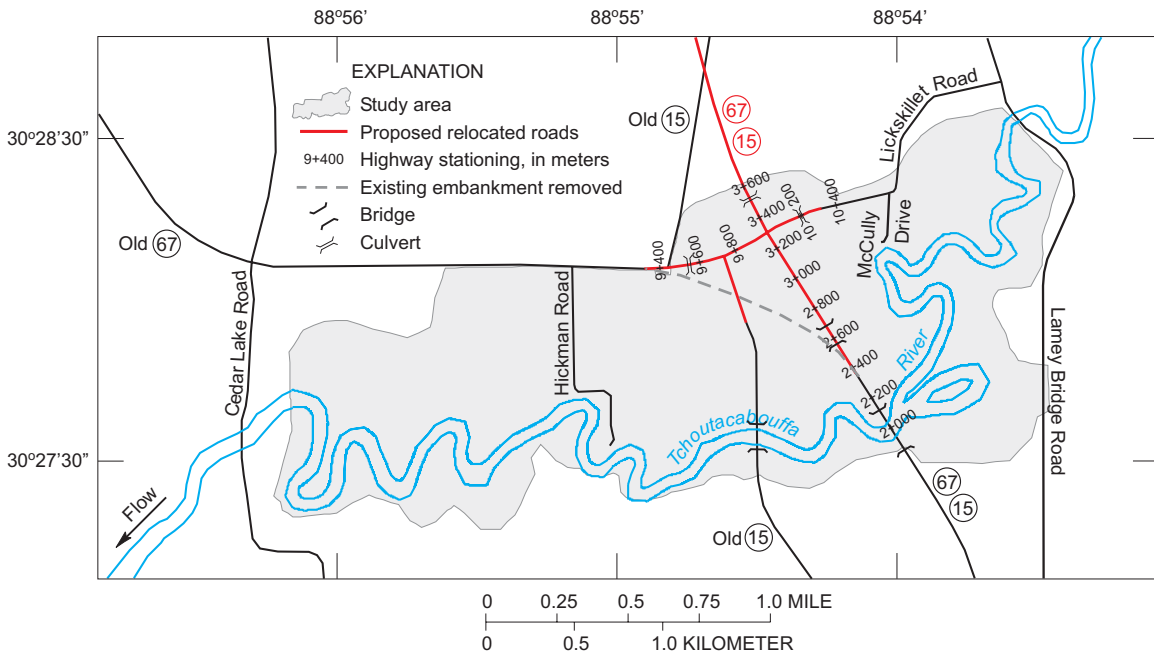 88°56’ 88°55’ 88°54’
30°28’30”
30°27’30”
EXPLANATION
Study area
Proposed relocated roads
9+400 Highway stationing, in meters
Existing embankment removed
Bridge
Culvert
Old 15
67
15
Lickskillet Road
Old 67
3+600
3+400
3+200
3+000
2+800
2+600
2+400
2+200
2+000
9+400
9+600
9+800
10+200
10+400
McCully
Drive
Cedar Lake Road
Hickman Road
Lamey Bridge Road
Tchoutacabouffa
River
Flow
Old 15
67
15
0 0.25 0.5 0.75 1.0 MILE
0 0.5 1.0 KILOMETER